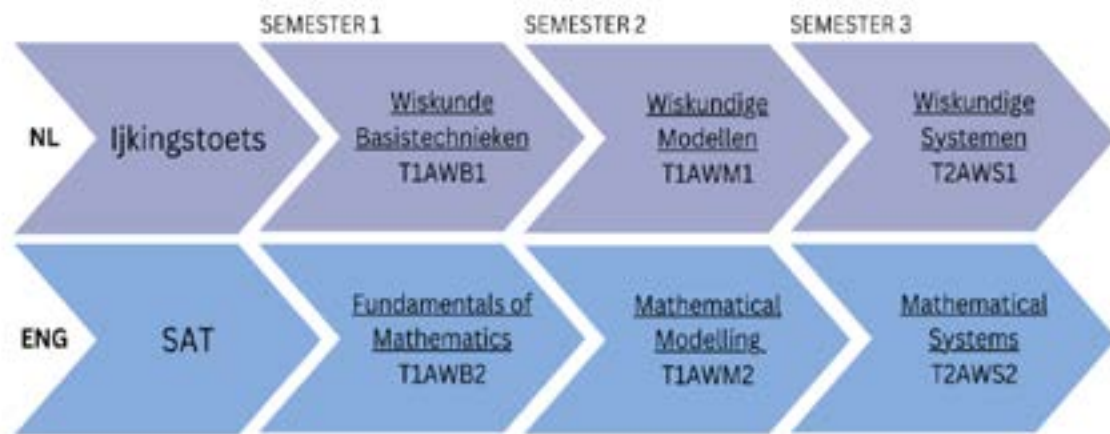 SEMESTER 1
SEMESTER 2
SEMESTER 3
NL
Ijkingstoets
Wiskunde
Basistechnieken
T1AWB1
Wiskundige
Modellen
T1AWM1
Wiskundige
Systemen
T2AWS1
ENG
SAT
Fundamentals of
Mathematics
T1AWB2
Mathematical
Modelling
T1AWM2
Mathematical
Systems
T2AWS2